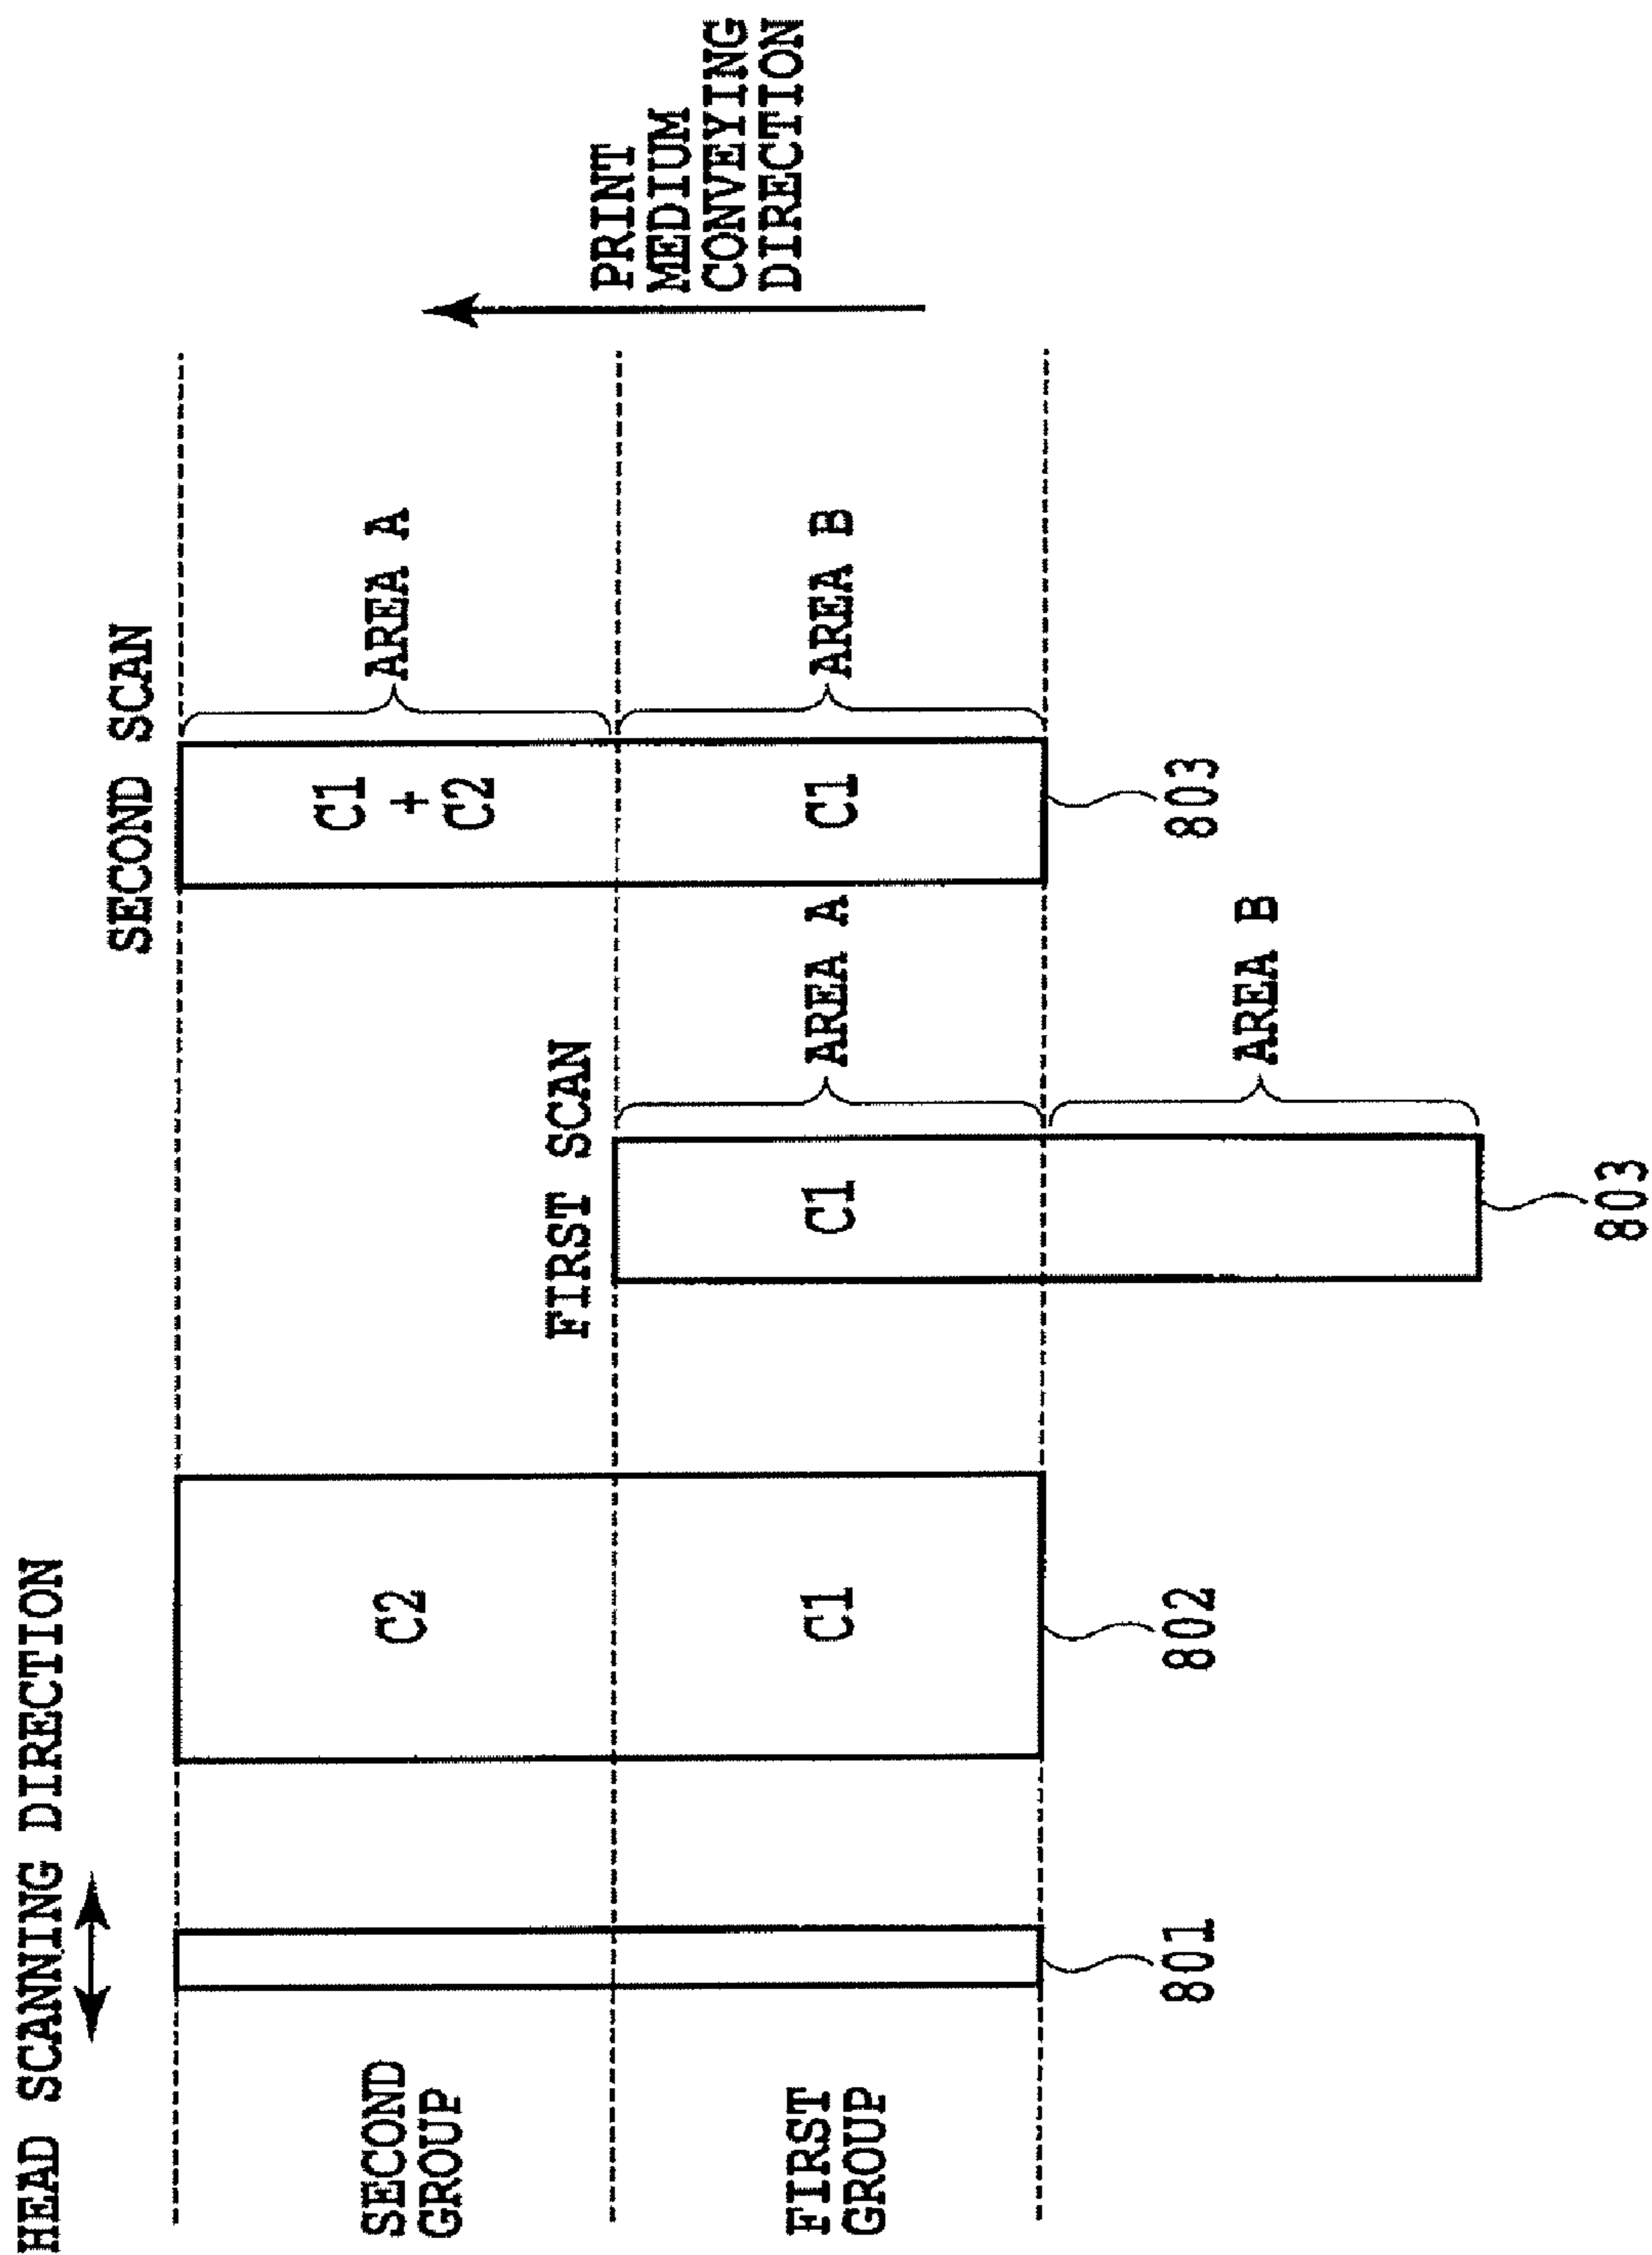 HEAD SCANNING DIRECTION
SECOND SCAN
FIRST SCAN
PRINT
MEDIUM
CONVEYING
DIRECTION
SECOND
GROUP
C2
C1
+
C2
AREA A
FIRST
GROUP
C1
C1
AREA A
C1
AREA B
AREA B
801
802
803
803